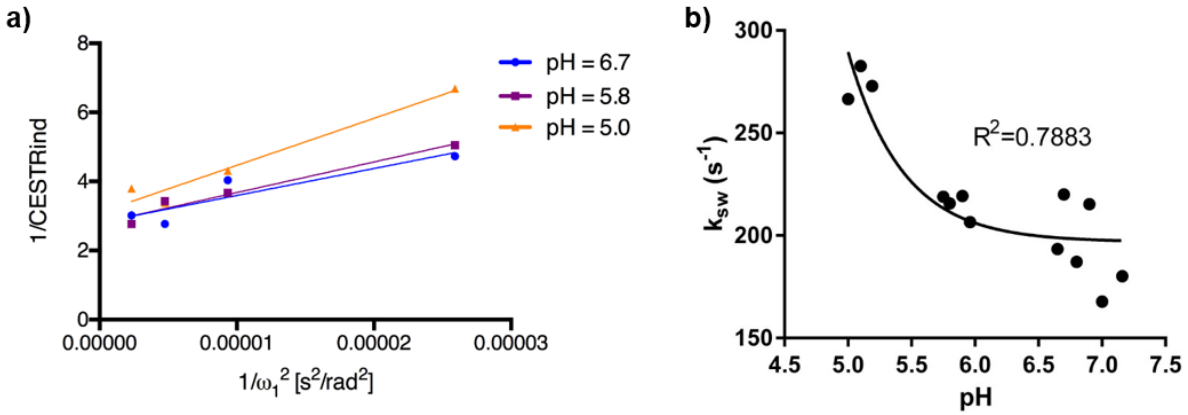 a)
8
6
4
2
0
1/CESTRind
0.00000
0.00001
0.00002
0.00003
1/ω₁² [s²/rad²]
pH = 6.7
pH = 5.8
pH = 5.0
b)
300
250
200
150
kₛw (s⁻¹)
R²=0.7883
4.5
5.0
5.5
6.0
6.5
7.0
7.5
pH